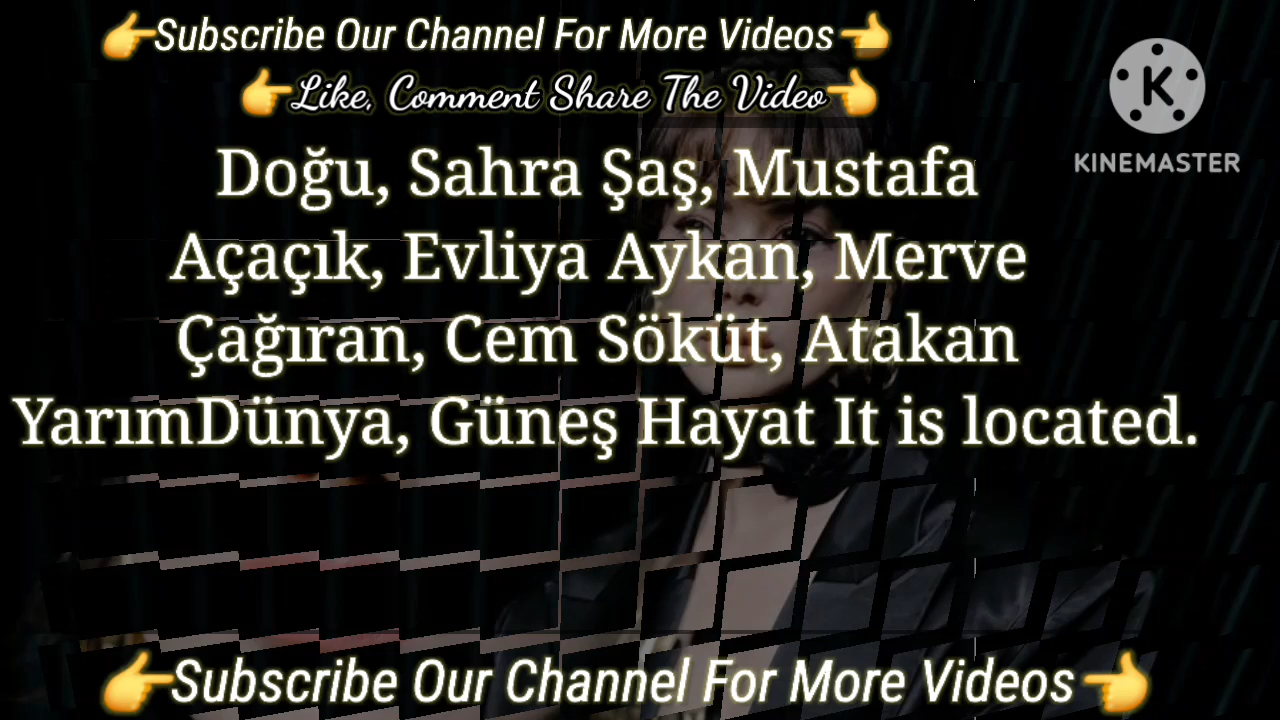 👉Subscribe Our Channel For More Videos👈
👉Like, Comment Share The Video👈
KINEMASTER
Doğu, Sahra Şaş, Mustafa
Açaçık, Evliya Aykan, Merve
Çağıran, Cem Söküt, Atakan
YarımDünya, Güneş Hayat It is located.
👉Subscribe Our Channel For More Videos👈